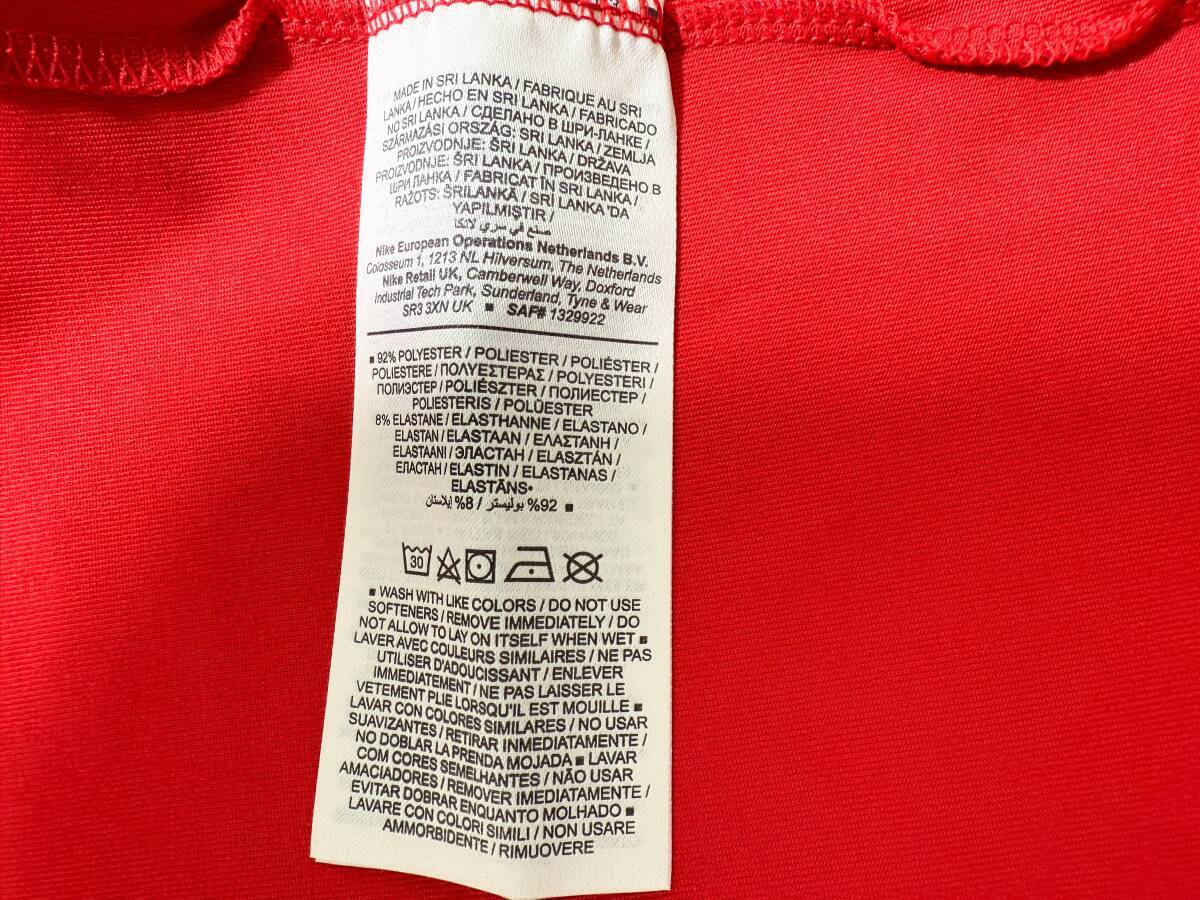 MADE IN SRI LANKA / FABRIQUE AU SRI
LANKA / HECHO EN SRI LANKA / FABRICADO
NO SRI LANKA / СДЕЛАНО В ШРИ-ЛАНКЕ /
SZÁRMAZÁSI ORSZÁG: SRI LANKA / ZEMLJA
PROIZVODNJE: ŠRI LANKA / DRŽAVA
PROIZVODNJE: ŠRI LANKA / ПРОИЗВЕДЕНО В
ШРИ ЛАНКА / FABRICAT ÎN SRI LANKA /
RAŽOTS: ŠRILANKĀ / SRİ LANKA 'DA
YAPILMIŞTIR /
صنع في سري لانكا
Nike European Operations Netherlands B.V.
Colosseum 1, 1213 NL Hilversum, The Netherlands
Nike Retail UK, Camberwell Way, Doxford
Industrial Tech Park, Sunderland, Tyne & Wear
SR3 3XN UK ■ SAF# 1329922
■ 92% POLYESTER / POLIESTER / POLIÉSTER /
POLIESTERE / ΠΟΛΥΕΣΤΕΡΑΣ / POLYESTERI /
ПОЛИЭСТЕР / POLIÉSZTER / ПОЛИЕСТЕР /
POLIESTERIS / POLÜESTER
8% ELASTANE / ELASTHANNE / ELASTANO /
ELASTAN / ELASTAAN / ΕΛΑΣΤΑΝΗ /
ELASTAANI / ЭЛАСТАН / ELASZTÁN /
ЕЛАСТАН / ELASTIN / ELASTANAS /
ELASTĀNS•
92% بوليستر / 8% إيلاستان ■
30
■ WASH WITH LIKE COLORS / DO NOT USE
SOFTENERS / REMOVE IMMEDIATELY / DO
NOT ALLOW TO LAY ON ITSELF WHEN WET ■
LAVER AVEC COULEURS SIMILAIRES / NE PAS
UTILISER D'ADOUCISSANT / ENLEVER
IMMEDIATEMENT / NE PAS LAISSER LE
VETEMENT PLIE LORSQU'IL EST MOUILLE ■
LAVAR CON COLORES SIMILARES / NO USAR
SUAVIZANTES / RETIRAR INMEDIATAMENTE /
NO DOBLAR LA PRENDA MOJADA ■ LAVAR
COM CORES SEMELHANTES / NÃO USAR
AMACIADORES / REMOVER IMEDIATAMENTE /
EVITAR DOBRAR ENQUANTO MOLHADO ■
LAVARE CON COLORI SIMILI / NON USARE
AMMORBIDENTE / RIMUOVERE